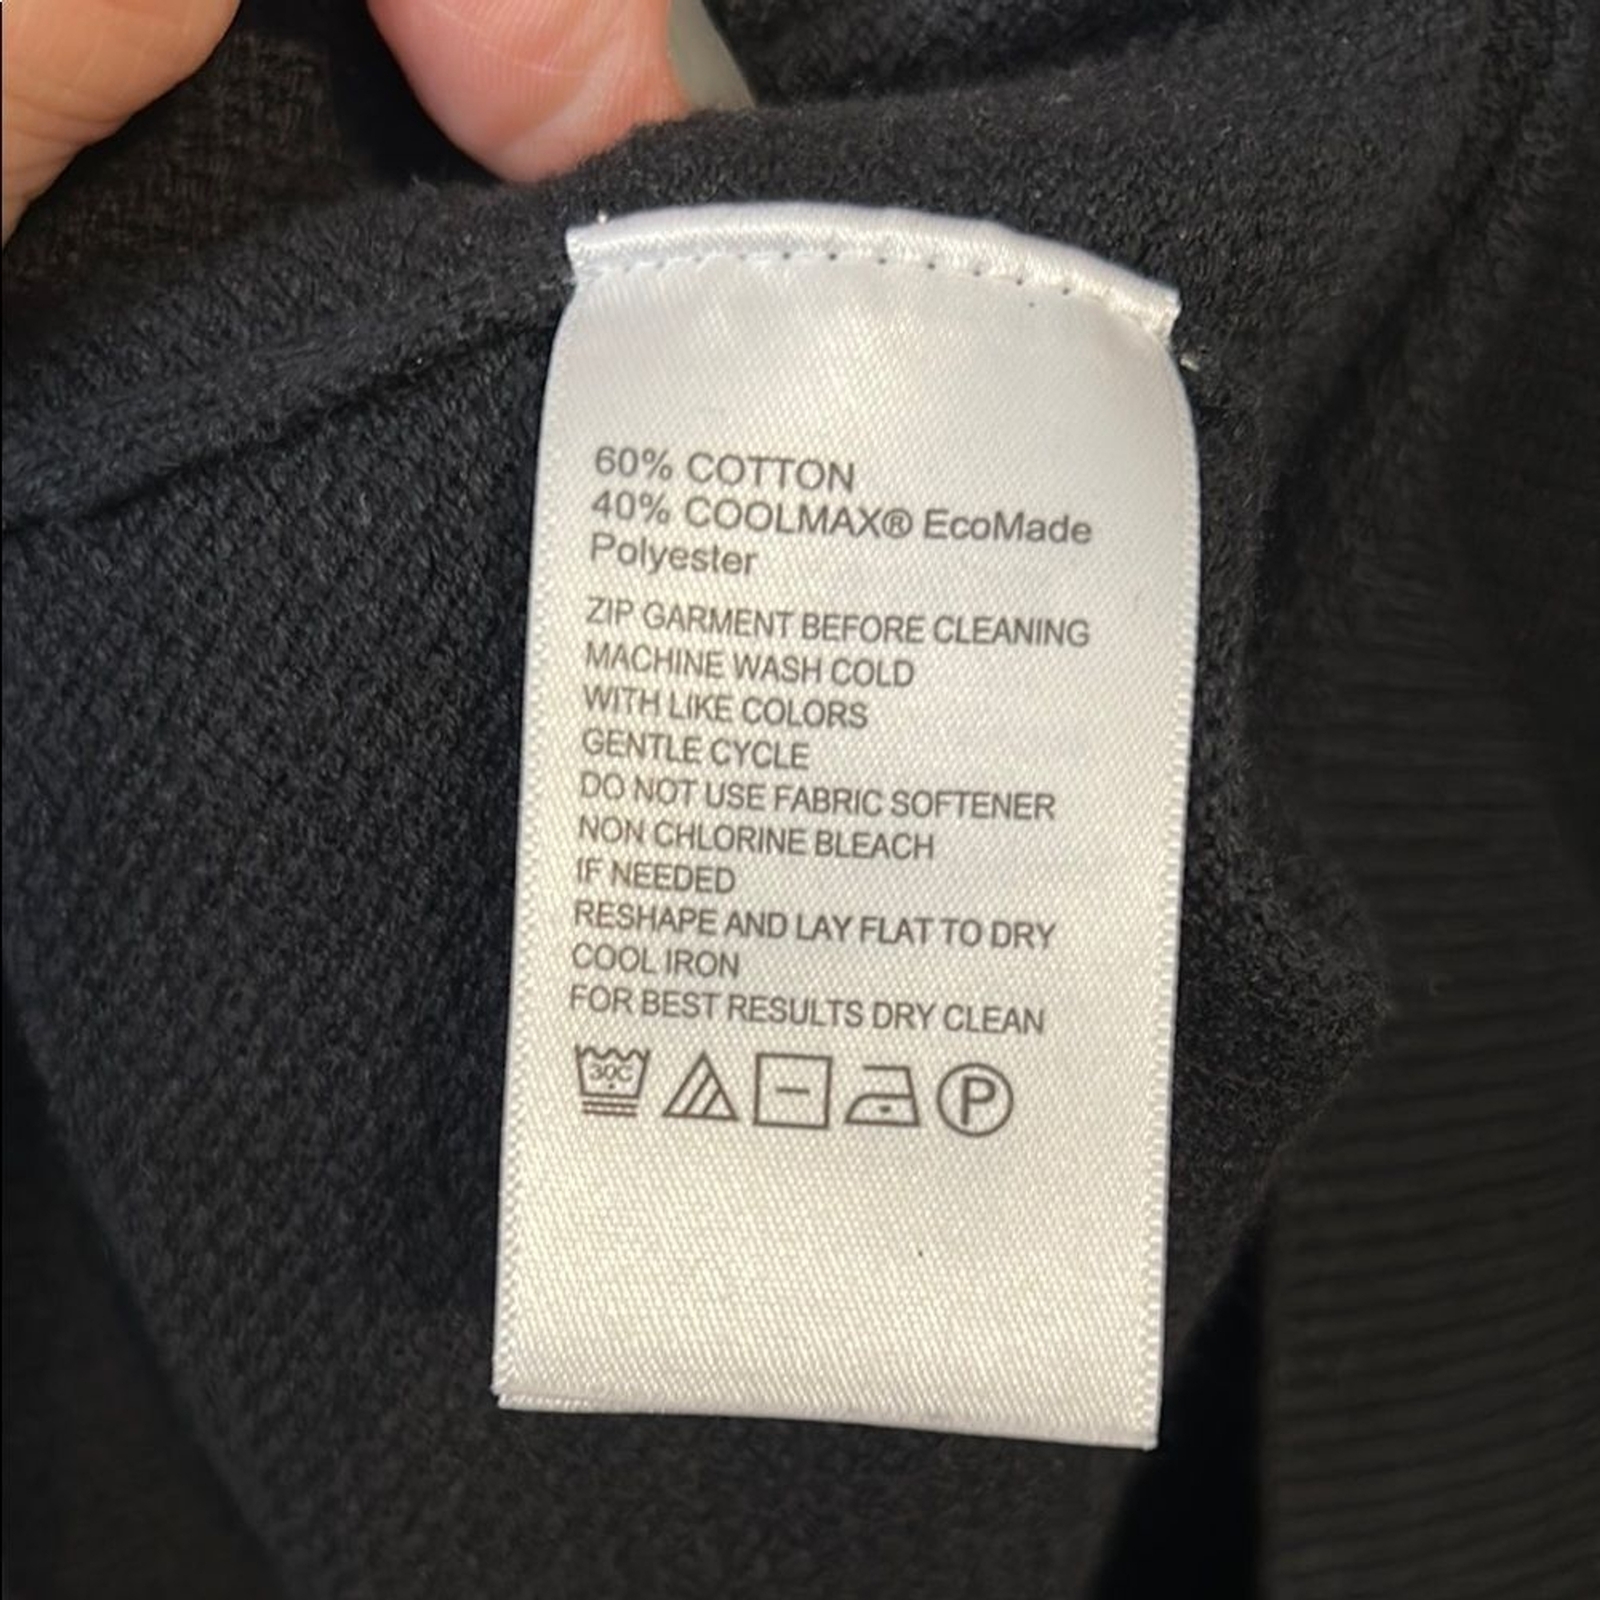 60% COTTON
40% COOLMAX® EcoMade
Polyester
ZIP GARMENT BEFORE CLEANING
MACHINE WASH COLD
WITH LIKE COLORS
GENTLE CYCLE
DO NOT USE FABRIC SOFTENER
NON CHLORINE BLEACH
IF NEEDED
RESHAPE AND LAY FLAT TO DRY
COOL IRON
FOR BEST RESULTS DRY CLEAN
30C P